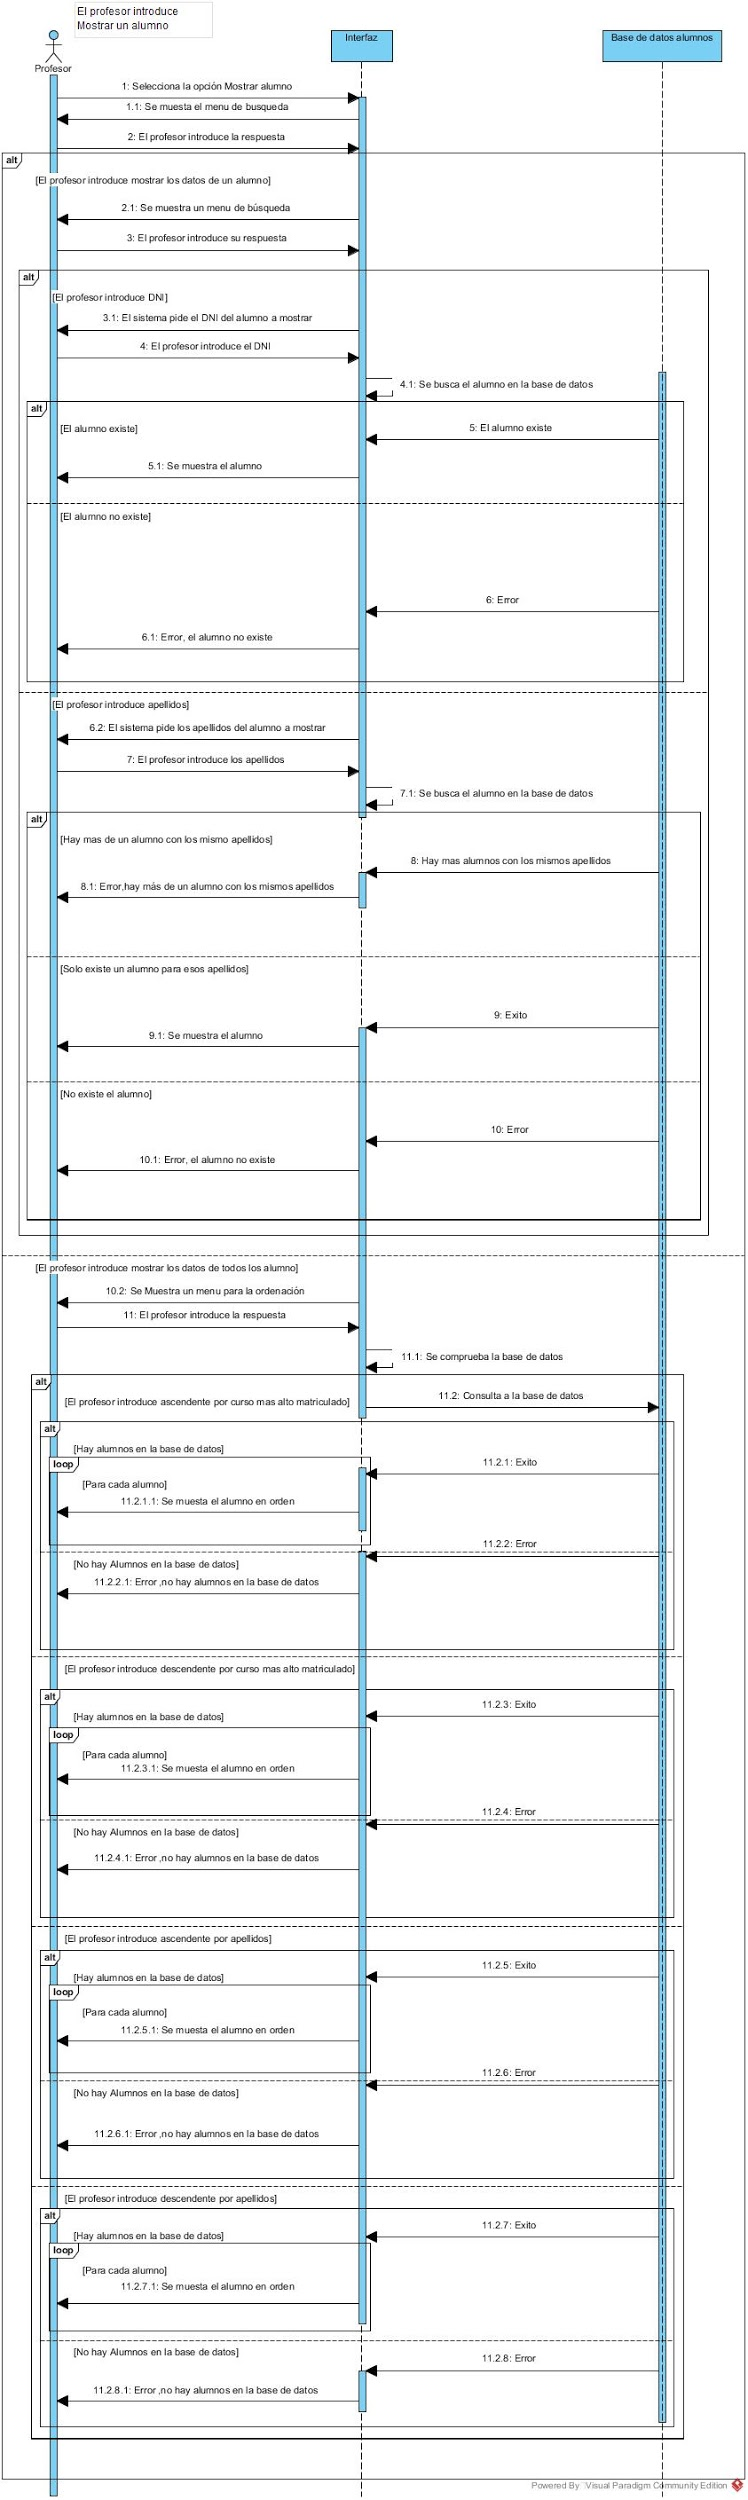 El profesor introduce
Mostrar un alumno
Profesor
Interfaz
Base de datos alumnos
1: Selecciona la opción Mostrar alumno
1.1: Se muesta el menu de busqueda
2: El profesor introduce la respuesta
alt
[El profesor introduce mostrar los datos de un alumno]
2.1: Se muestra un menu de búsqueda
3: El profesor introduce su respuesta
alt
[El profesor introduce DNI]
3.1: El sistema pide el DNI del alumno a mostrar
4: El profesor introduce el DNI
4.1: Se busca el alumno en la base de datos
alt
[El alumno existe]
5: El alumno existe
5.1: Se muestra el alumno
[El alumno no existe]
6: Error
6.1: Error, el alumno no existe
[El profesor introduce apellidos]
6.2: El sistema pide los apellidos del alumno a mostrar
7: El profesor introduce los apellidos
7.1: Se busca el alumno en la base de datos
alt
[Hay mas de un alumno con los mismo apellidos]
8: Hay mas alumnos con los mismos apellidos
8.1: Error,hay más de un alumno con los mismos apellidos
[Solo existe un alumno para esos apellidos]
9: Exito
9.1: Se muestra el alumno
[No existe el alumno]
10: Error
10.1: Error, el alumno no existe
[El profesor introduce mostrar los datos de todos los alumno]
10.2: Se Muestra un menu para la ordenación
11: El profesor introduce la respuesta
11.1: Se comprueba la base de datos
alt
[El profesor introduce ascendente por curso mas alto matriculado]
11.2: Consulta a la base de datos
alt
[Hay alumnos en la base de datos]
loop
11.2.1: Exito
[Para cada alumno]
11.2.1.1: Se muesta el alumno en orden
11.2.2: Error
[No hay Alumnos en la base de datos]
11.2.2.1: Error ,no hay alumnos en la base de datos
[El profesor introduce descendente por curso mas alto matriculado]
alt
11.2.3: Exito
[Hay alumnos en la base de datos]
loop
[Para cada alumno]
11.2.3.1: Se muesta el alumno en orden
11.2.4: Error
[No hay Alumnos en la base de datos]
11.2.4.1: Error ,no hay alumnos en la base de datos
[El profesor introduce ascendente por apellidos]
alt
11.2.5: Exito
[Hay alumnos en la base de datos]
loop
[Para cada alumno]
11.2.5.1: Se muesta el alumno en orden
11.2.6: Error
[No hay Alumnos en la base de datos]
11.2.6.1: Error ,no hay alumnos en la base de datos
[El profesor introduce descendente por apellidos]
alt
11.2.7: Exito
[Hay alumnos en la base de datos]
loop
[Para cada alumno]
11.2.7.1: Se muesta el alumno en orden
[No hay Alumnos en la base de datos]
11.2.8: Error
11.2.8.1: Error ,no hay alumnos en la base de datos
Powered By Visual Paradigm Community Edition